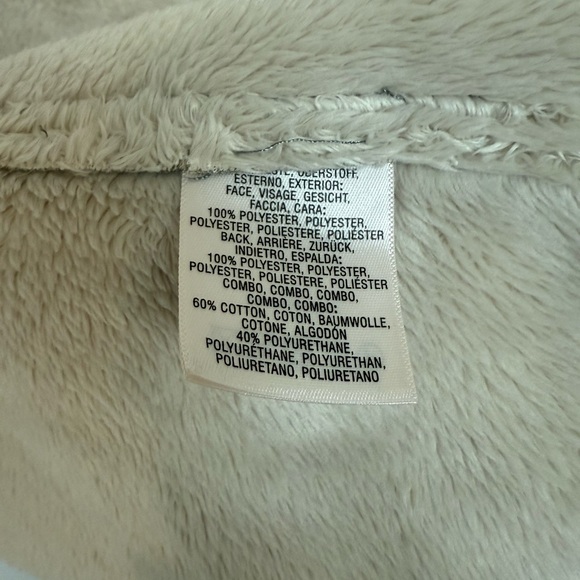 OBERSTOFF,
ESTERNO, EXTERIOR:
FACE, VISAGE, GESICHT,
FACCIA, CARA:
100% POLYESTER, POLYESTER,
POLYESTER, POLIESTERE, POLIÉSTER
BACK, ARRIÈRE, ZURÜCK,
INDIETRO, ESPALDA:
100% POLYESTER, POLYESTER,
POLYESTER, POLIESTERE, POLIÉSTER
COMBO, COMBO, COMBO,
COMBO, COMBO:
60% COTTON, COTON, BAUMWOLLE,
COTONE, ALGODÓN
40% POLYURETHANE,
POLYURÉTHANE, POLYURETHAN,
POLIURETANO, POLIURETANO